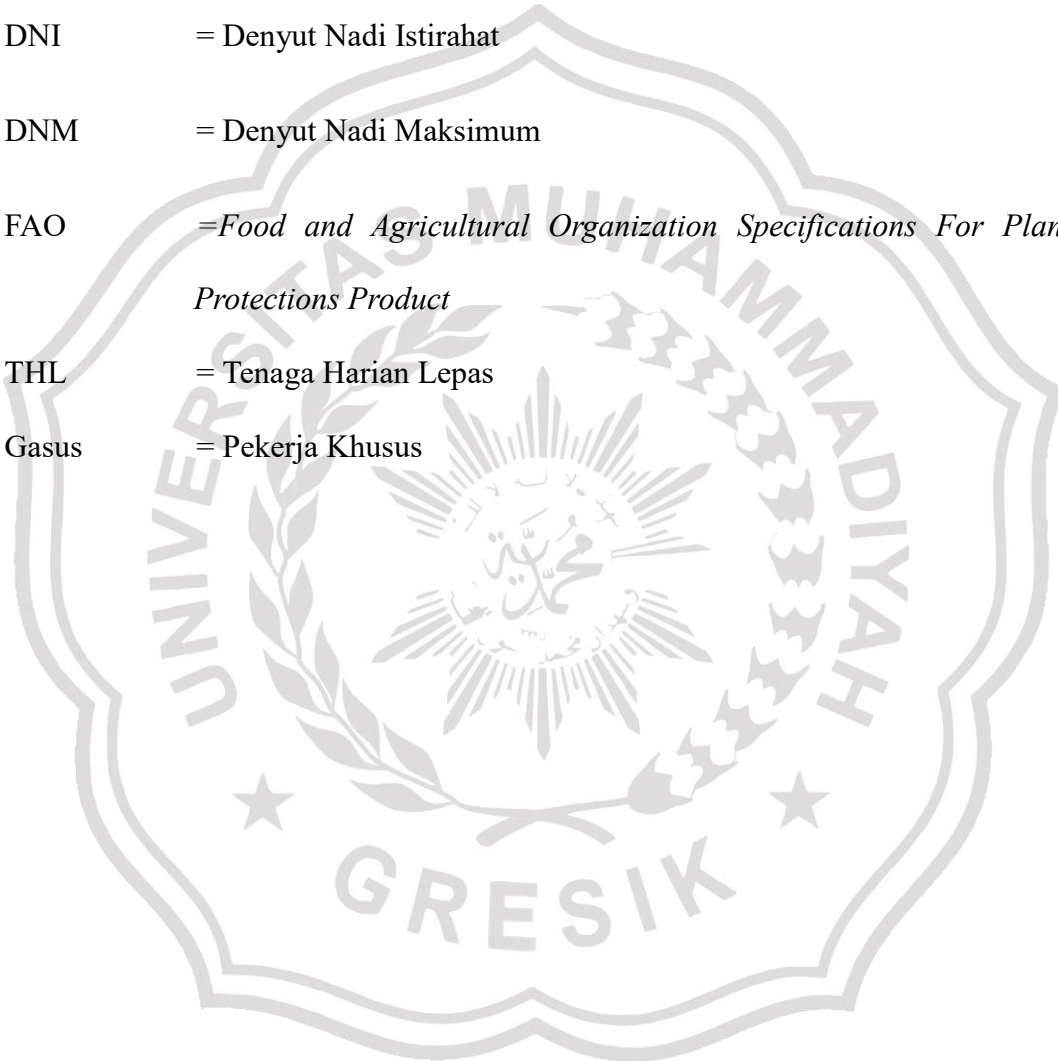 DNI = Denyut Nadi Istirahat
DNM = Denyut Nadi Maksimum
FAO =Food and Agricultural Organization Specifications For Plan
Protections Product
THL = Tenaga Harian Lepas
Gasus = Pekerja Khusus
UNIVERSITAS MUHAMMADIYAH
GRESIK
محمد